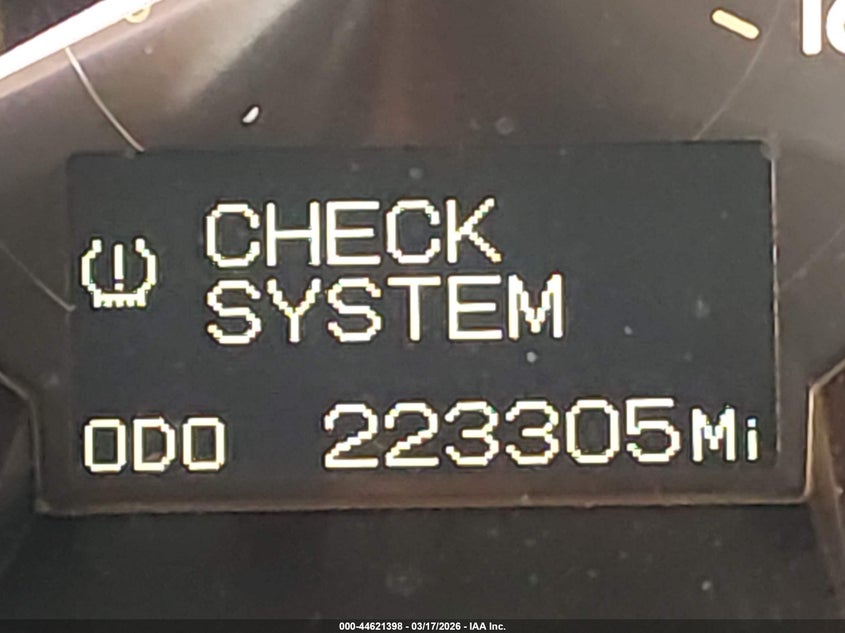 CHECK
SYSTEM
ODO 223305Mi
000-44621398 - 03/17/2026 - IAA Inc.